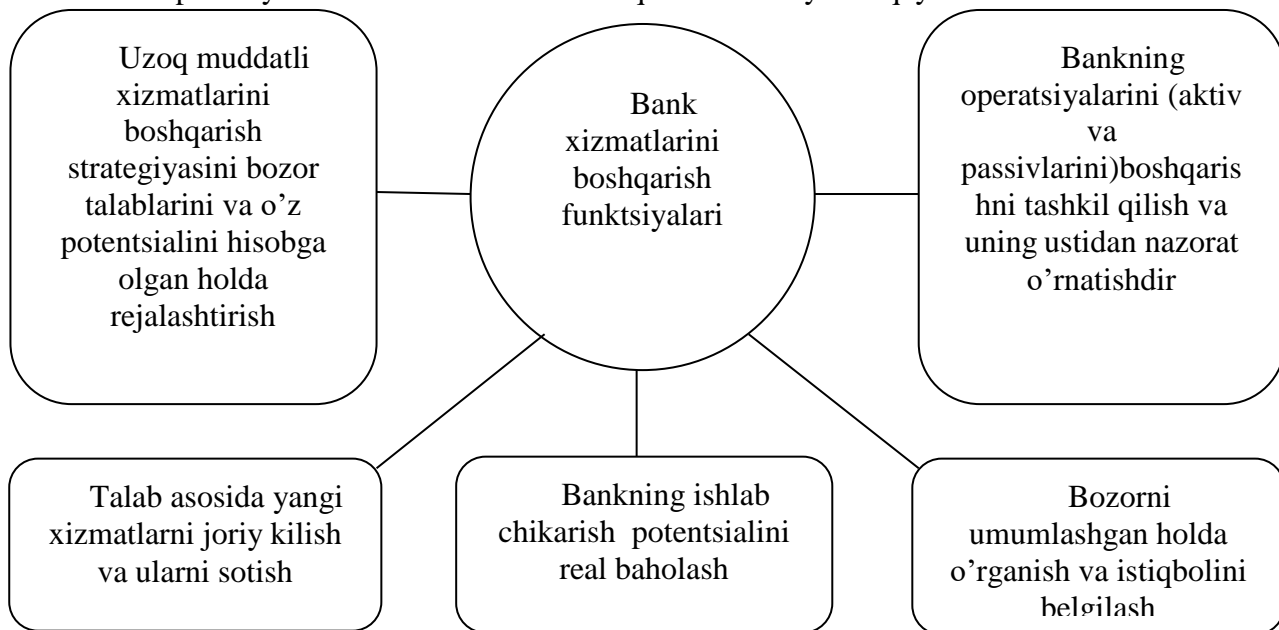 Uzoq muddatli
xizmatlarini
boshqarish
strategiyasini bozor
talablarini va o’z
potentsialini hisobga
olgan holda
rejalashtirish
Bank
xizmatlarini
boshqarish
funktsiyalari
Bankning
operatsiyalarini (aktiv
va
passivlarini)boshqaris
hni tashkil qilish va
uning ustidan nazorat
o’rnatishdir
Talab asosida yangi
xizmatlarni joriy kilish
va ularni sotish
Bankning ishlab
chikarish potentsialini
real baholash
Bozorni
umumlashgan holda
o’rganish va istiqbolini
belgilash